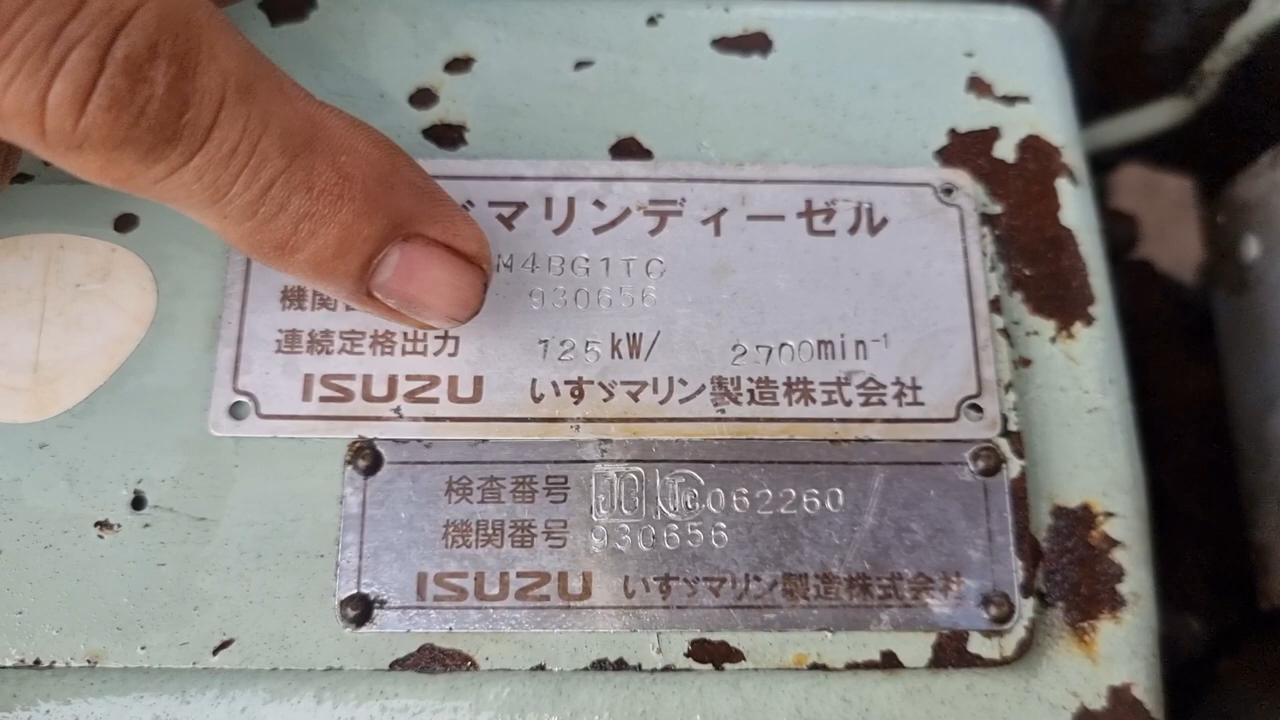 マリンディーゼル
M4BG1TC
機関 930656
連続定格出力 125kW/ 2700min⁻¹
ISUZU いすゞマリン製造株式会社
検査番号 JG 062260
機関番号 930656
ISUZU いすゞマリン製造株式会社